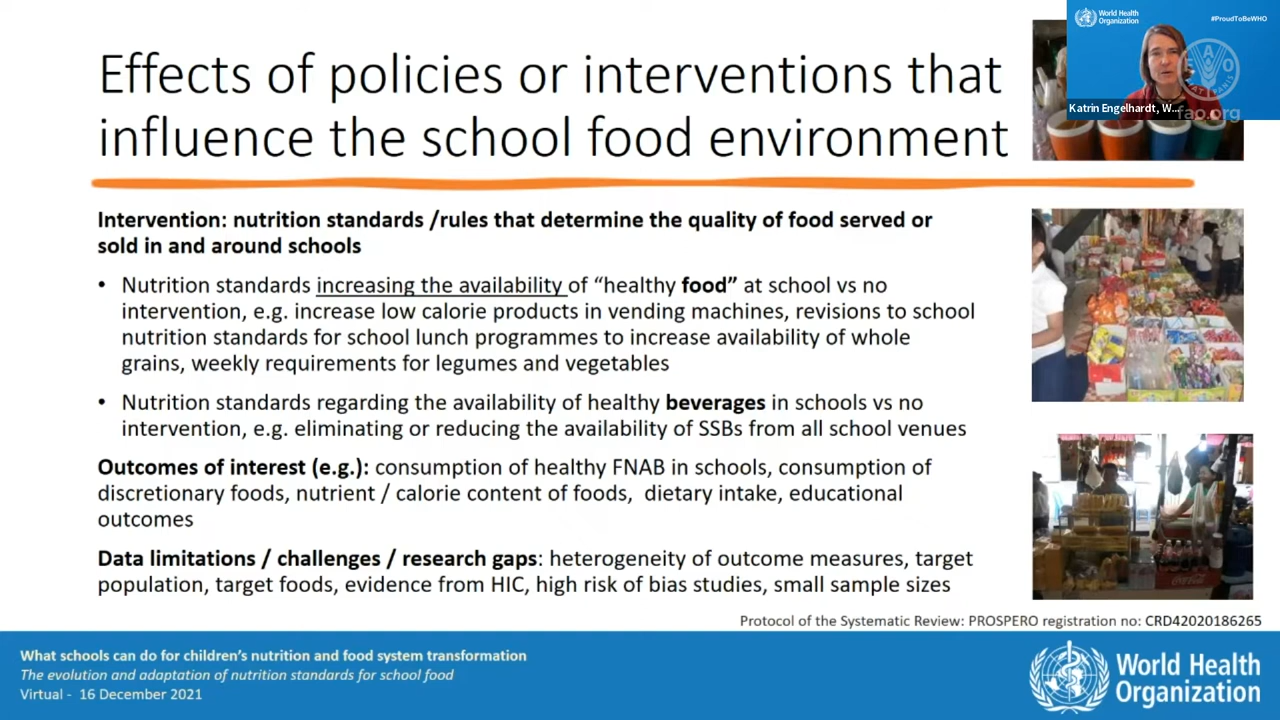 World Health
Organization
#ProudToBeWHO
FAO
FIAT PANIS
Katrin Engelhardt, W...
fao.org
Effects of policies or interventions that
influence the school food environment
Intervention: nutrition standards /rules that determine the quality of food served or
sold in and around schools
• Nutrition standards increasing the availability of “healthy food” at school vs no
intervention, e.g. increase low calorie products in vending machines, revisions to school
nutrition standards for school lunch programmes to increase availability of whole
grains, weekly requirements for legumes and vegetables
• Nutrition standards regarding the availability of healthy beverages in schools vs no
intervention, e.g. eliminating or reducing the availability of SSBs from all school venues
Outcomes of interest (e.g.): consumption of healthy FNAB in schools, consumption of
discretionary foods, nutrient / calorie content of foods, dietary intake, educational
outcomes
Data limitations / challenges / research gaps: heterogeneity of outcome measures, target
population, target foods, evidence from HIC, high risk of bias studies, small sample sizes
Coca-Cola
Protocol of the Systematic Review: PROSPERO registration no: CRD42020186265
What schools can do for children’s nutrition and food system transformation
The evolution and adaptation of nutrition standards for school food
Virtual - 16 December 2021
World Health
Organization